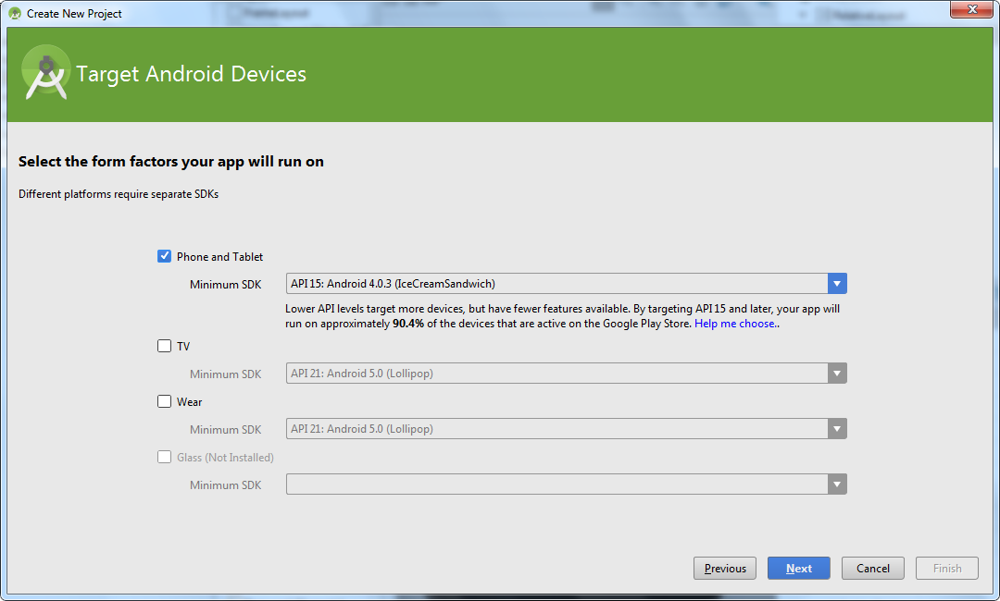 Create New Project
Target Android Devices
Select the form factors your app will run on
Different platforms require separate SDKs
Phone and Tablet
Minimum SDK API 15: Android 4.0.3 (IceCreamSandwich)
Lower API levels target more devices, but have fewer features available. By targeting API 15 and later, your app will
run on approximately 90.4% of the devices that are active on the Google Play Store. Help me choose..
TV
Minimum SDK API 21: Android 5.0 (Lollipop)
Wear
Minimum SDK API 21: Android 5.0 (Lollipop)
Glass (Not Installed)
Minimum SDK
Previous Next Cancel Finish